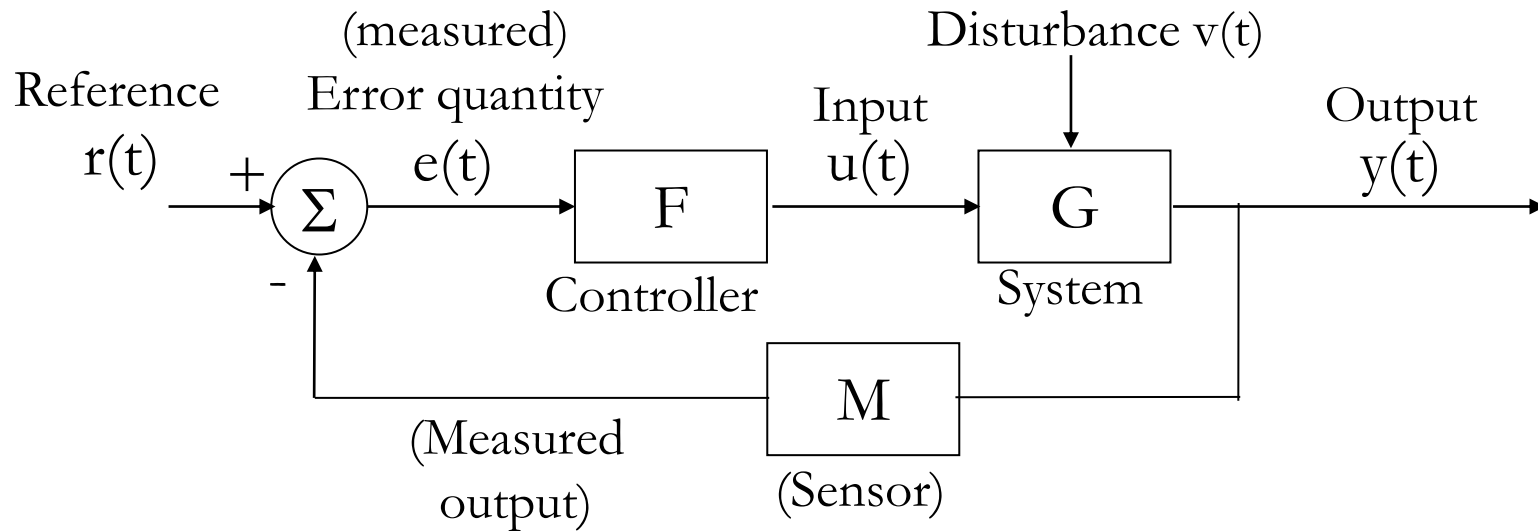 (measured)
Disturbance v(t)
Reference
Error quantity
Input
Output
r(t)
+
e(t)
u(t)
y(t)
Σ
F
G
-
Controller
System
M
(Measured
output)
(Sensor)